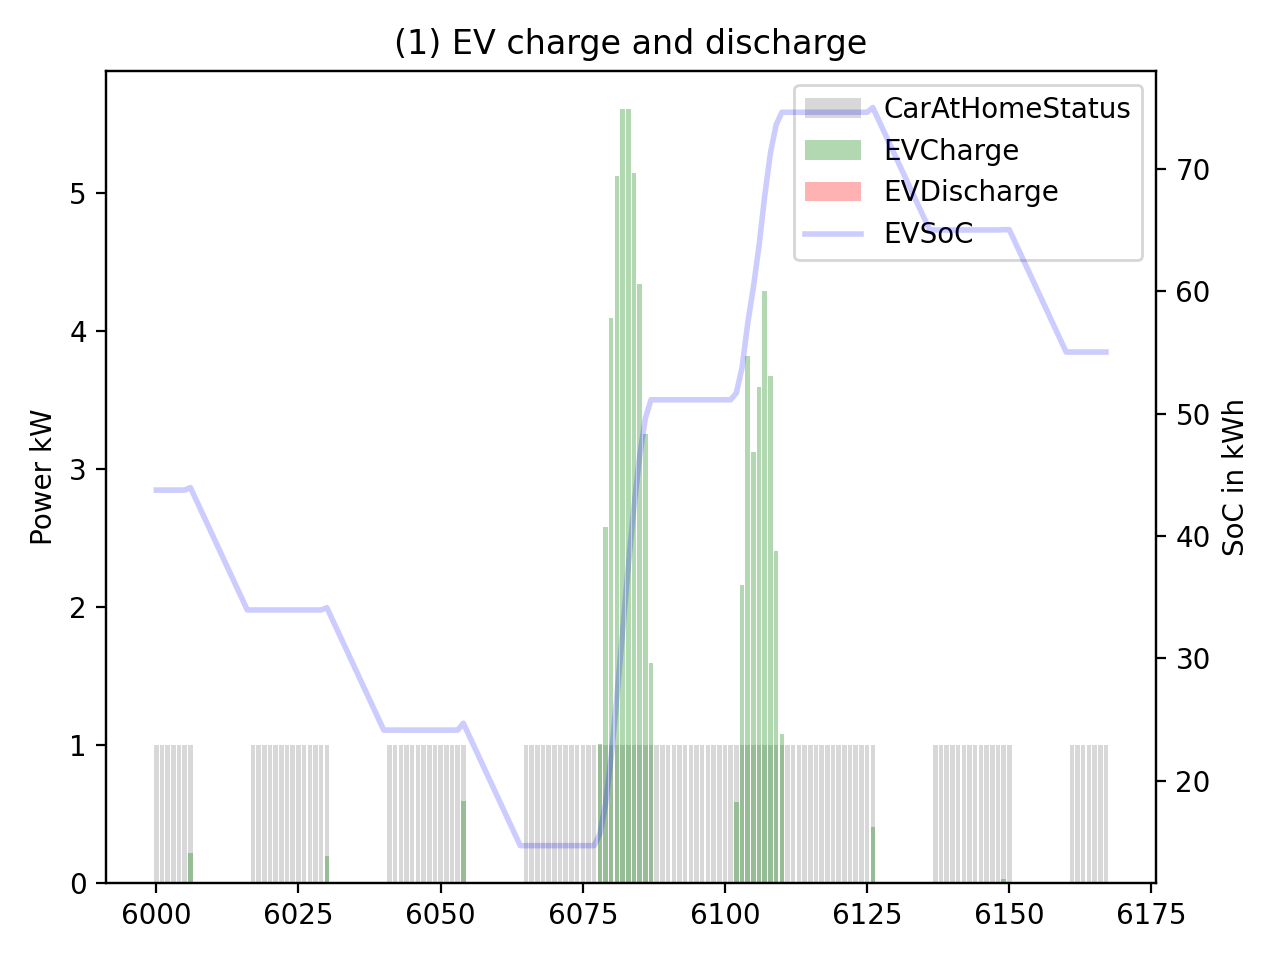 (1) EV charge and discharge
CarAtHomeStatus
EVCharge
EVDischarge
EVSoC
Power kW
0
1
2
3
4
5
SoC in kWh
20
30
40
50
60
70
6000
6025
6050
6075
6100
6125
6150
6175